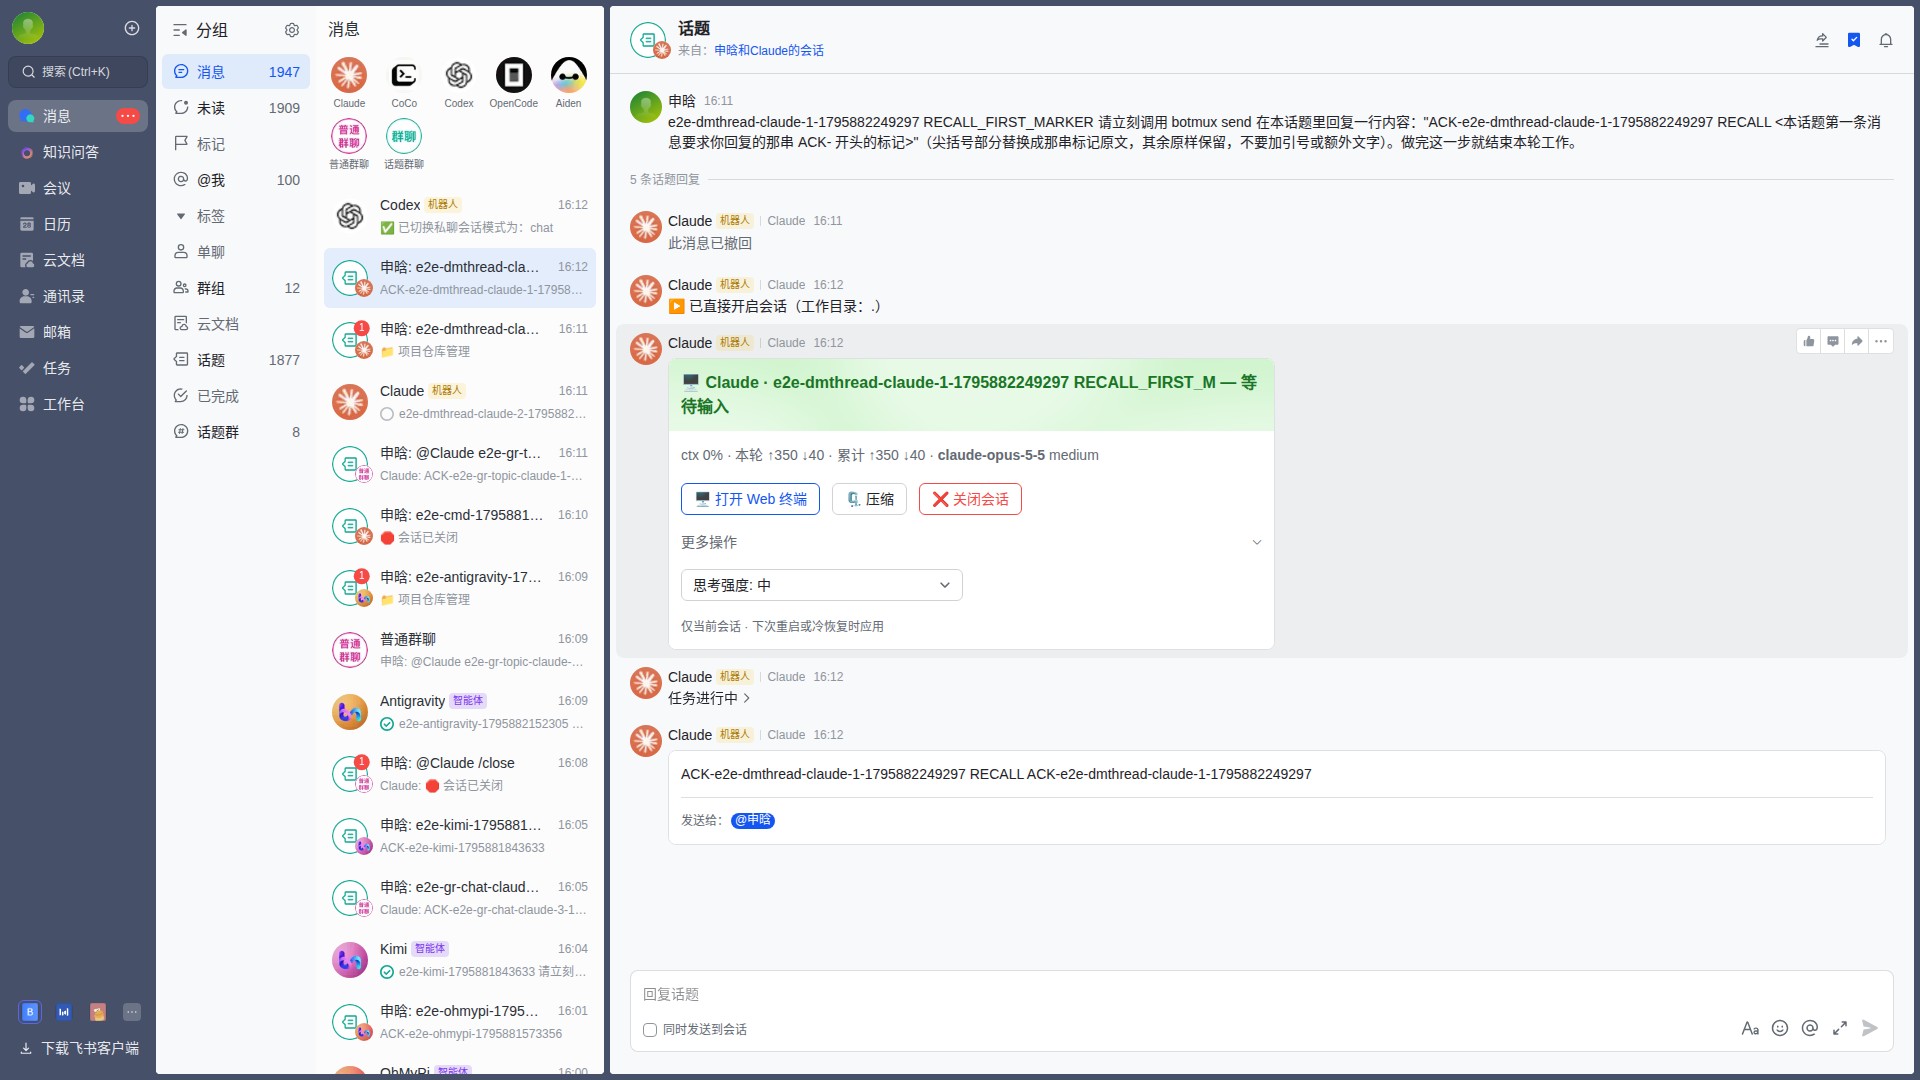 搜索 (Ctrl+K)
消息
知识问答
会议
日历
云文档
通讯录
邮箱
任务
工作台
下载飞书客户端
分组
消息 1947
未读 1909
标记
@我 100
标签
单聊
群组 12
云文档
话题 1877
已完成
话题群 8
消息
Claude
CoCo
Codex
OpenCode
Aiden
普通群聊
普通群聊
群聊
话题群聊
Codex 机器人 16:12
✅ 已切换私聊会话模式为：chat
申晗: e2e-dmthread-cla... 16:12
ACK-e2e-dmthread-claude-1-17958...
1
申晗: e2e-dmthread-cla... 16:11
📁 项目仓库管理
Claude 机器人 16:11
e2e-dmthread-claude-2-1795882...
申晗: @Claude e2e-gr-t... 16:11
Claude: ACK-e2e-gr-topic-claude-1-...
申晗: e2e-cmd-1795881... 16:10
🛑 会话已关闭
1
申晗: e2e-antigravity-17... 16:09
📁 项目仓库管理
普通群聊
普通群聊 16:09
申晗: @Claude e2e-gr-topic-claude-...
Antigravity 智能体 16:09
e2e-antigravity-1795882152305 ...
1
申晗: @Claude /close 16:08
Claude: 🛑 会话已关闭
申晗: e2e-kimi-1795881... 16:05
ACK-e2e-kimi-1795881843633
申晗: e2e-gr-chat-claud... 16:05
Claude: ACK-e2e-gr-chat-claude-3-1...
Kimi 智能体 16:04
e2e-kimi-1795881843633 请立刻...
申晗: e2e-ohmypi-1795... 16:01
ACK-e2e-ohmypi-1795881573356
OhMyPi 智能体 16:00
话题
来自：申晗和Claude的会话
申晗 16:11
e2e-dmthread-claude-1-1795882249297 RECALL_FIRST_MARKER 请立刻调用 botmux send 在本话题里回复一行内容："ACK-e2e-dmthread-claude-1-1795882249297 RECALL <本话题第一条消
息要求你回复的那串 ACK- 开头的标记>"（尖括号部分替换成那串标记原文，其余原样保留，不要加引号或额外文字）。做完这一步就结束本轮工作。
5 条话题回复
Claude 机器人 | Claude 16:11
此消息已撤回
Claude 机器人 | Claude 16:12
▶️ 已直接开启会话（工作目录：.）
Claude 机器人 | Claude 16:12
🖥️ Claude · e2e-dmthread-claude-1-1795882249297 RECALL_FIRST_M — 等
待输入
ctx 0% · 本轮 ↑350 ↓40 · 累计 ↑350 ↓40 · claude-opus-5-5 medium
🖥️ 打开 Web 终端
🗜️ 压缩
❌ 关闭会话
更多操作
思考强度: 中
仅当前会话 · 下次重启或冷恢复时应用
Claude 机器人 | Claude 16:12
任务进行中 >
Claude 机器人 | Claude 16:12
ACK-e2e-dmthread-claude-1-1795882249297 RECALL ACK-e2e-dmthread-claude-1-1795882249297
发送给： @申晗
回复话题
同时发送到会话